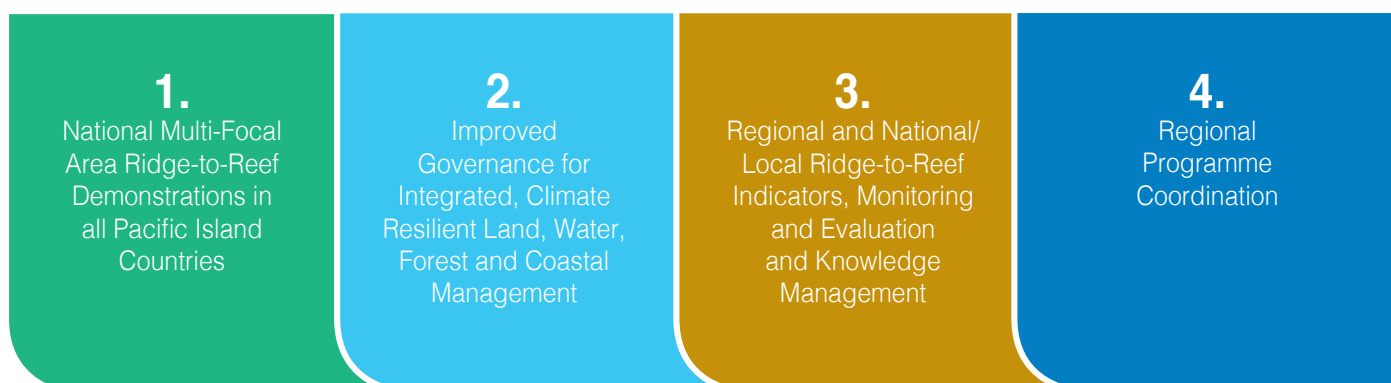 1.
National Multi-Focal
Area Ridge-to-Reef
Demonstrations in
all Pacific Island
Countries
2.
Improved
Governance for
Integrated, Climate
Resilient Land, Water,
Forest and Coastal
Management
3.
Regional and National/
Local Ridge-to-Reef
Indicators, Monitoring
and Evaluation
and Knowledge
Management
4.
Regional
Programme
Coordination